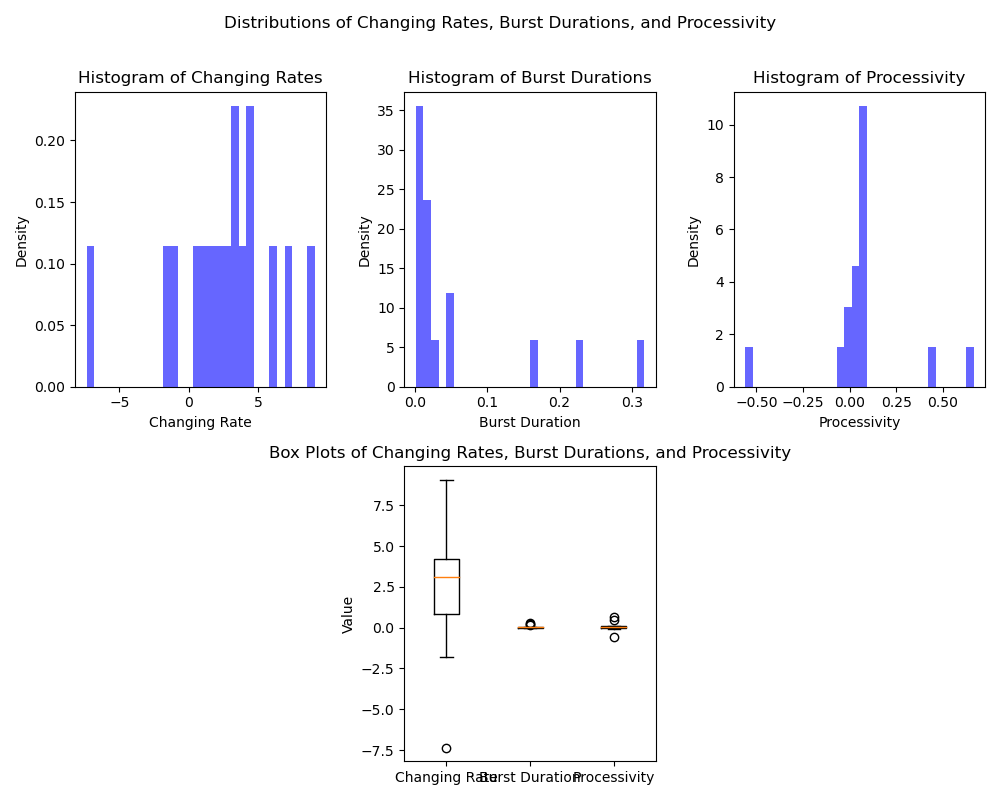 Distributions of Changing Rates, Burst Durations, and Processivity
Histogram of Changing Rates
0.20
0.15
0.10
0.05
0.00
Density
−5
0
5
Changing Rate
Histogram of Burst Durations
35
30
25
20
15
10
5
0
Density
0.0
0.1
0.2
0.3
Burst Duration
Histogram of Processivity
10
8
6
4
2
0
Density
−0.50
−0.25
0.00
0.25
0.50
Processivity
Box Plots of Changing Rates, Burst Durations, and Processivity
7.5
5.0
2.5
0.0
−2.5
−5.0
−7.5
Value
Changing Rate
Burst Duration
Processivity